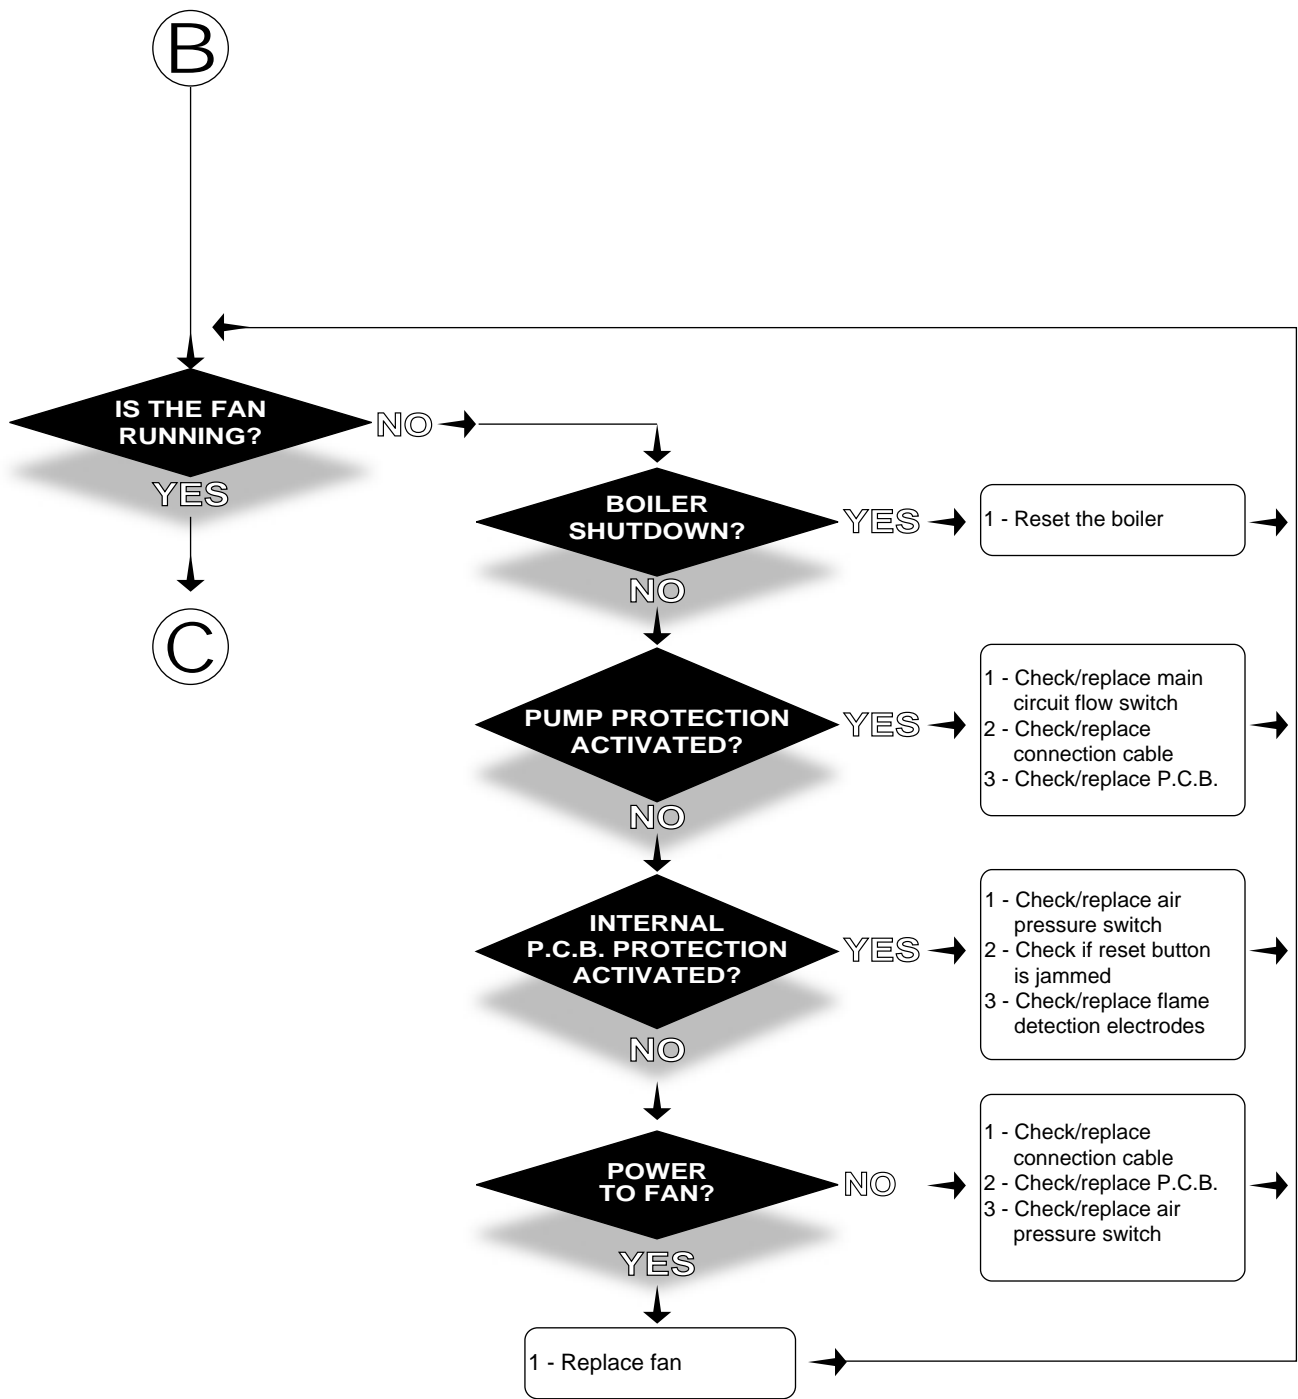 B
IS THE FAN
RUNNING?
NO
YES
C
BOILER
SHUTDOWN?
YES
1 - Reset the boiler
NO
PUMP PROTECTION
ACTIVATED?
YES
1 - Check/replace main
circuit flow switch
2 - Check/replace
connection cable
3 - Check/replace P.C.B.
NO
INTERNAL
P.C.B. PROTECTION
ACTIVATED?
YES
1 - Check/replace air
pressure switch
2 - Check if reset button
is jammed
3 - Check/replace flame
detection electrodes
NO
POWER
TO FAN?
NO
1 - Check/replace
connection cable
2 - Check/replace P.C.B.
3 - Check/replace air
pressure switch
YES
1 - Replace fan